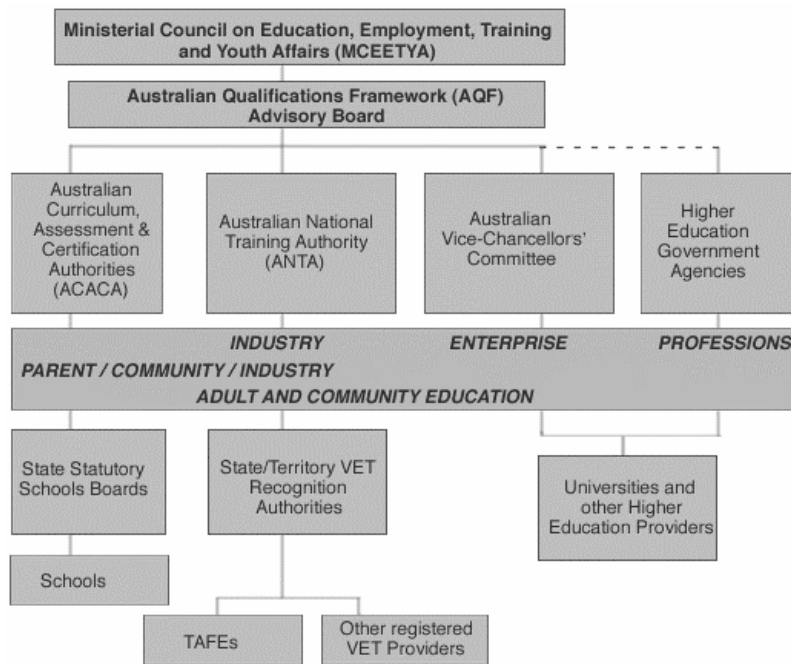 Ministerial Council on Education, Employment, Training
and Youth Affairs (MCEETYA)
Australian Qualifications Framework (AQF)
Advisory Board
Australian
Curriculum,
Assessment &
Certification
Authorities
(ACACA)
Australian National
Training Authority
(ANTA)
Australian
Vice-Chancellors'
Committee
Higher
Education
Government
Agencies
INDUSTRY ENTERPRISE PROFESSIONS
PARENT / COMMUNITY / INDUSTRY
ADULT AND COMMUNITY EDUCATION
State Statutory
Schools Boards
State/Territory VET
Recognition
Authorities
Universities and
other Higher
Education Providers
Schools
TAFEs
Other registered
VET Providers